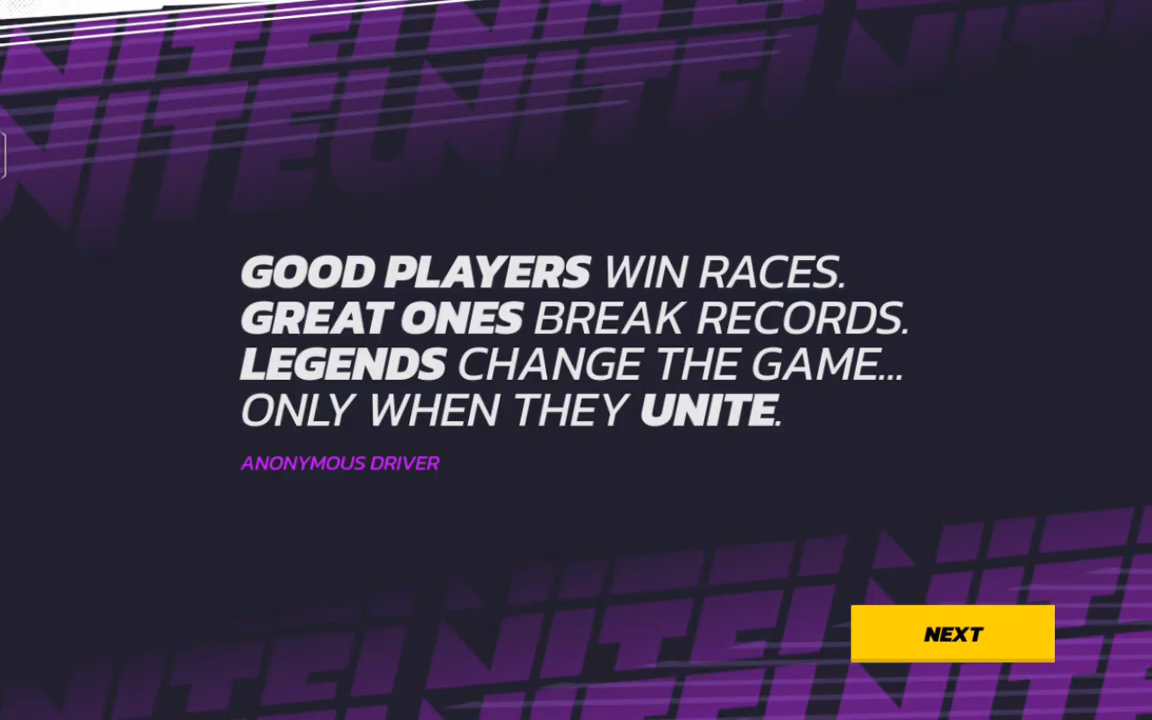 GOOD PLAYERS WIN RACES.
GREAT ONES BREAK RECORDS.
LEGENDS CHANGE THE GAME...
ONLY WHEN THEY UNITE.
ANONYMOUS DRIVER
NEXT